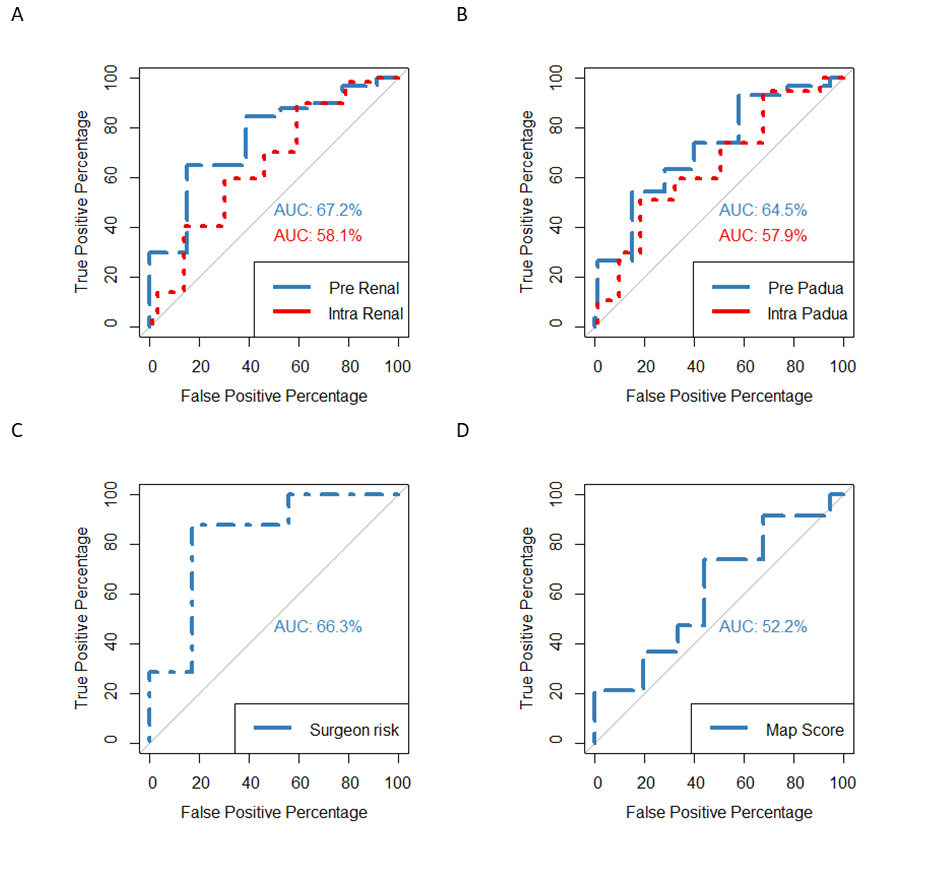 A
True Positive Percentage
100
80
60
40
20
0
AUC: 67.2%
AUC: 58.1%
Pre Renal
Intra Renal
0 20 40 60 80 100
False Positive Percentage
B
True Positive Percentage
100
80
60
40
20
0
AUC: 64.5%
AUC: 57.9%
Pre Padua
Intra Padua
0 20 40 60 80 100
False Positive Percentage
C
True Positive Percentage
100
80
60
40
20
0
AUC: 66.3%
Surgeon risk
0 20 40 60 80 100
False Positive Percentage
D
True Positive Percentage
100
80
60
40
20
0
AUC: 52.2%
Map Score
0 20 40 60 80 100
False Positive Percentage